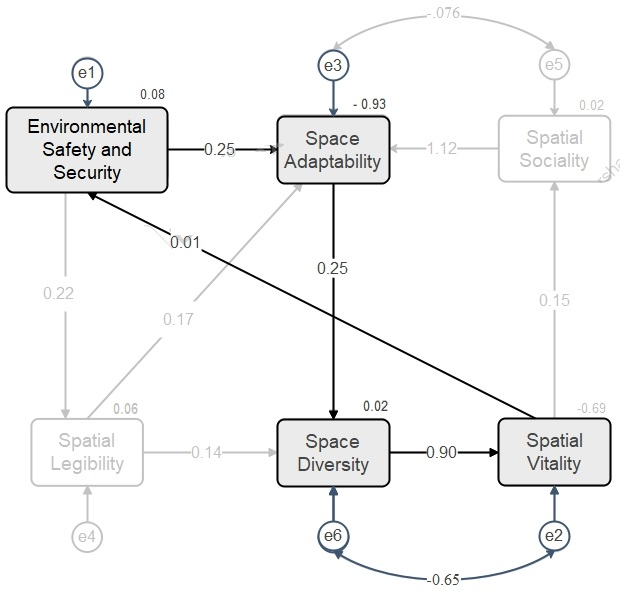 -.076
e1
e3
e5
0.08
- 0.93
0.02
Environmental
Safety and
Security
0.25
Space
Adaptability
1.12
Spatial
Sociality
0.01
0.22
0.25
0.17
0.15
0.06
0.02
-0.69
Spatial
Legibility
0.14
Space
Diversity
0.90
Spatial
Vitality
e4
e6
e2
-0.65